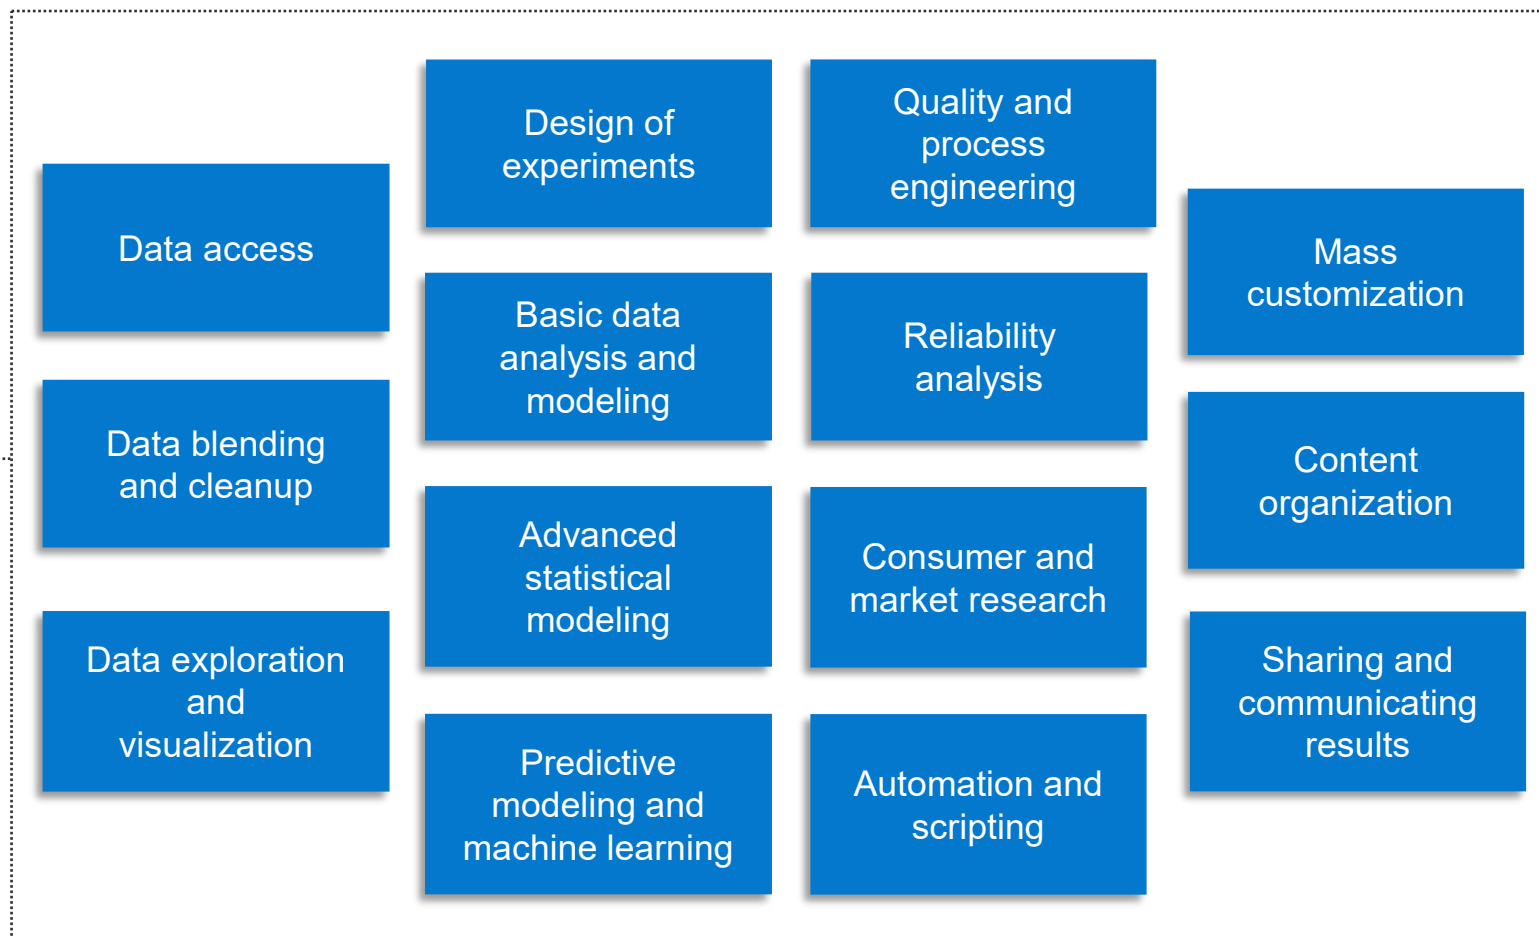 Data access
Data blending
and cleanup
Data exploration
and
visualization
Design of
experiments
Basic data
analysis and
modeling
Advanced
statistical
modeling
Predictive
modeling and
machine learning
Quality and
process
engineering
Reliability
analysis
Consumer and
market research
Automation and
scripting
Mass
customization
Content
organization
Sharing and
communicating
results